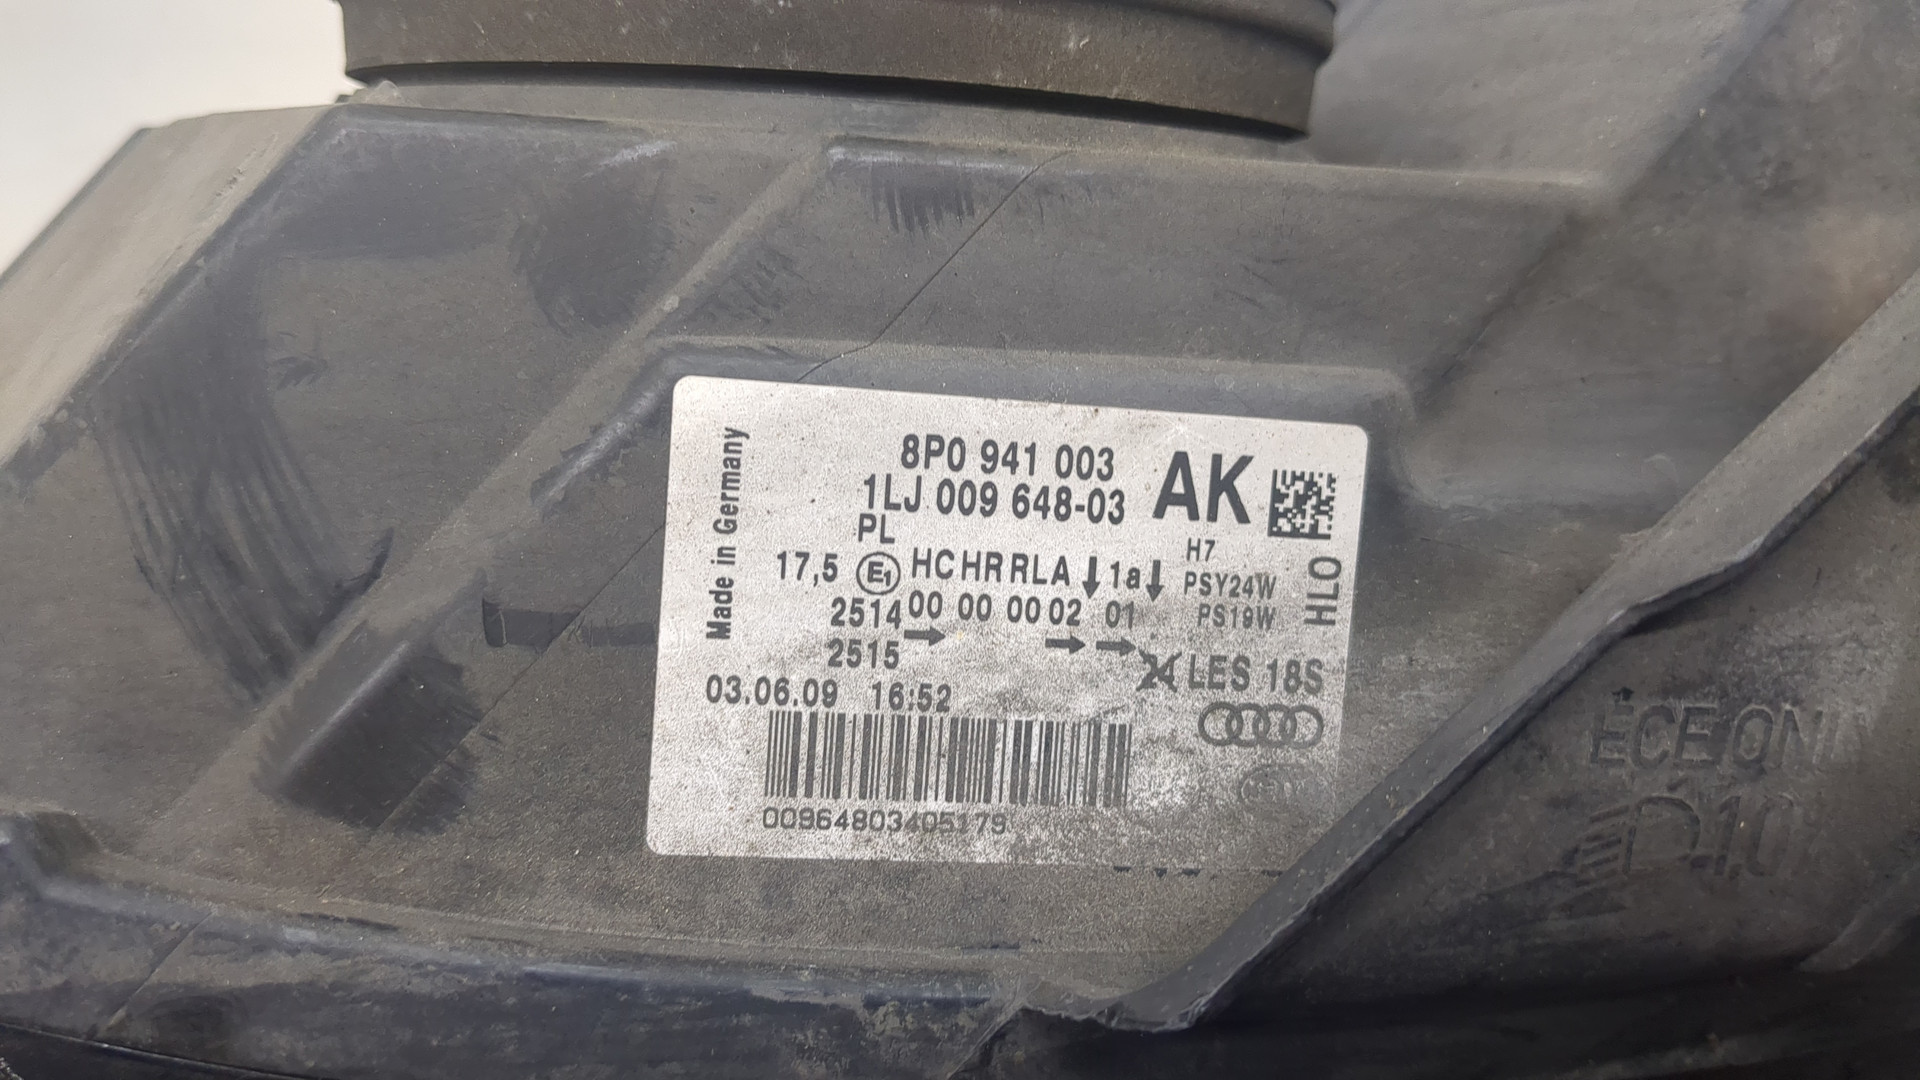 Made in Germany
8P0 941 003
1LJ 009 648-03
AK
PL
H7
17,5 E1 HC HR RLA ↓ 1a ↓
PSY24W
2514 00 00 00 02 01
PS19W
HLO
→ → →
2515
24 LES 18S
03.06.09 16:52
00964803405179
ECE ONL